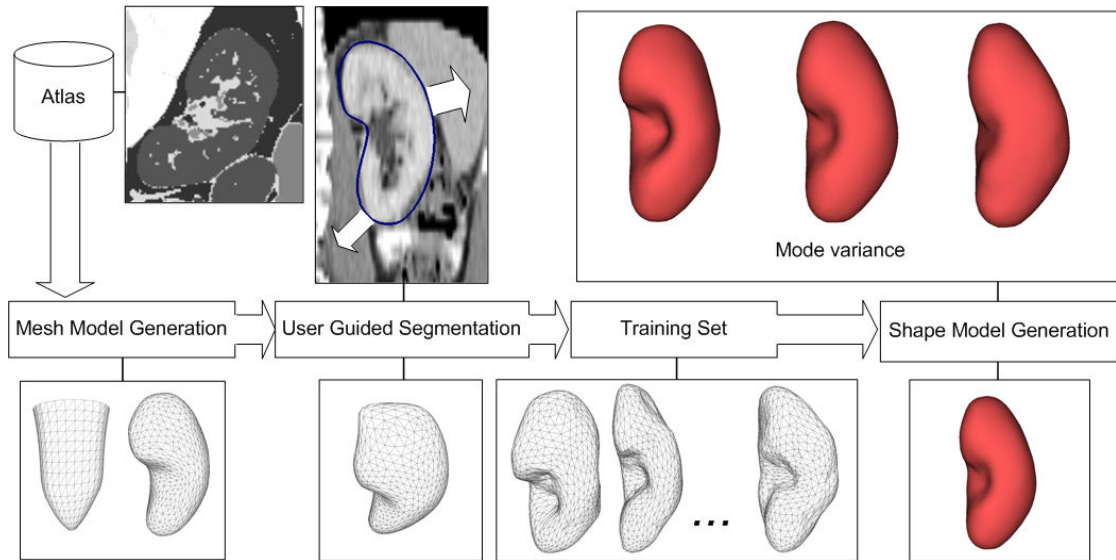 Atlas
Mode variance
Mesh Model Generation
User Guided Segmentation
Training Set
Shape Model Generation
...